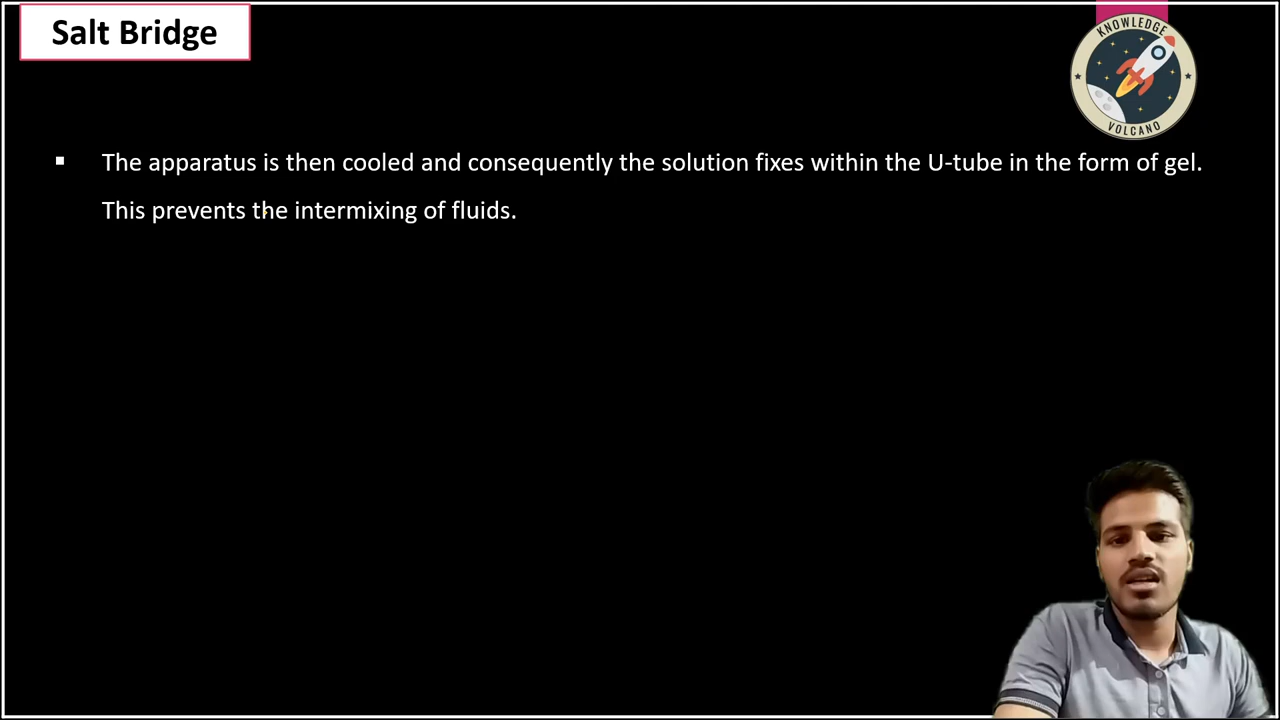 Salt Bridge
KNOWLEDGE
VOLCANO
The apparatus is then cooled and consequently the solution fixes within the U-tube in the form of gel.
This prevents the intermixing of fluids.